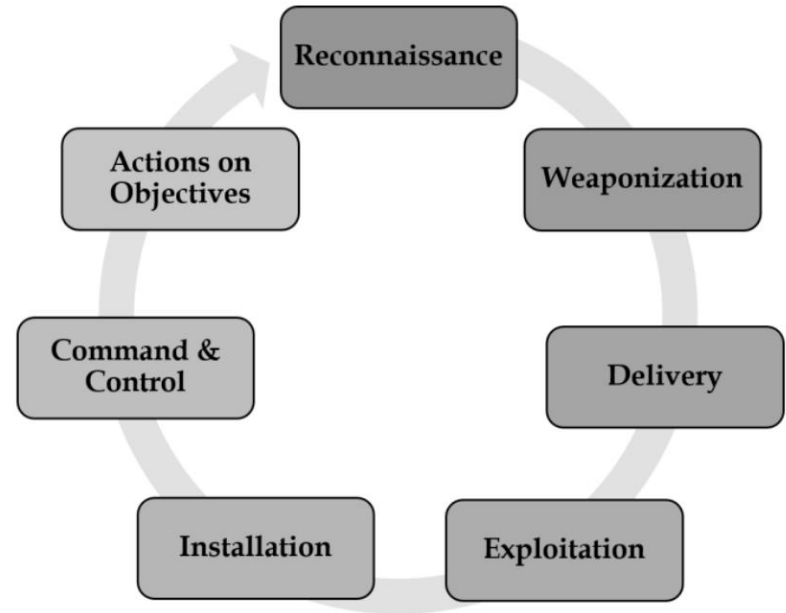 Reconnaissance
Weaponization
Delivery
Exploitation
Installation
Command &
Control
Actions on
Objectives